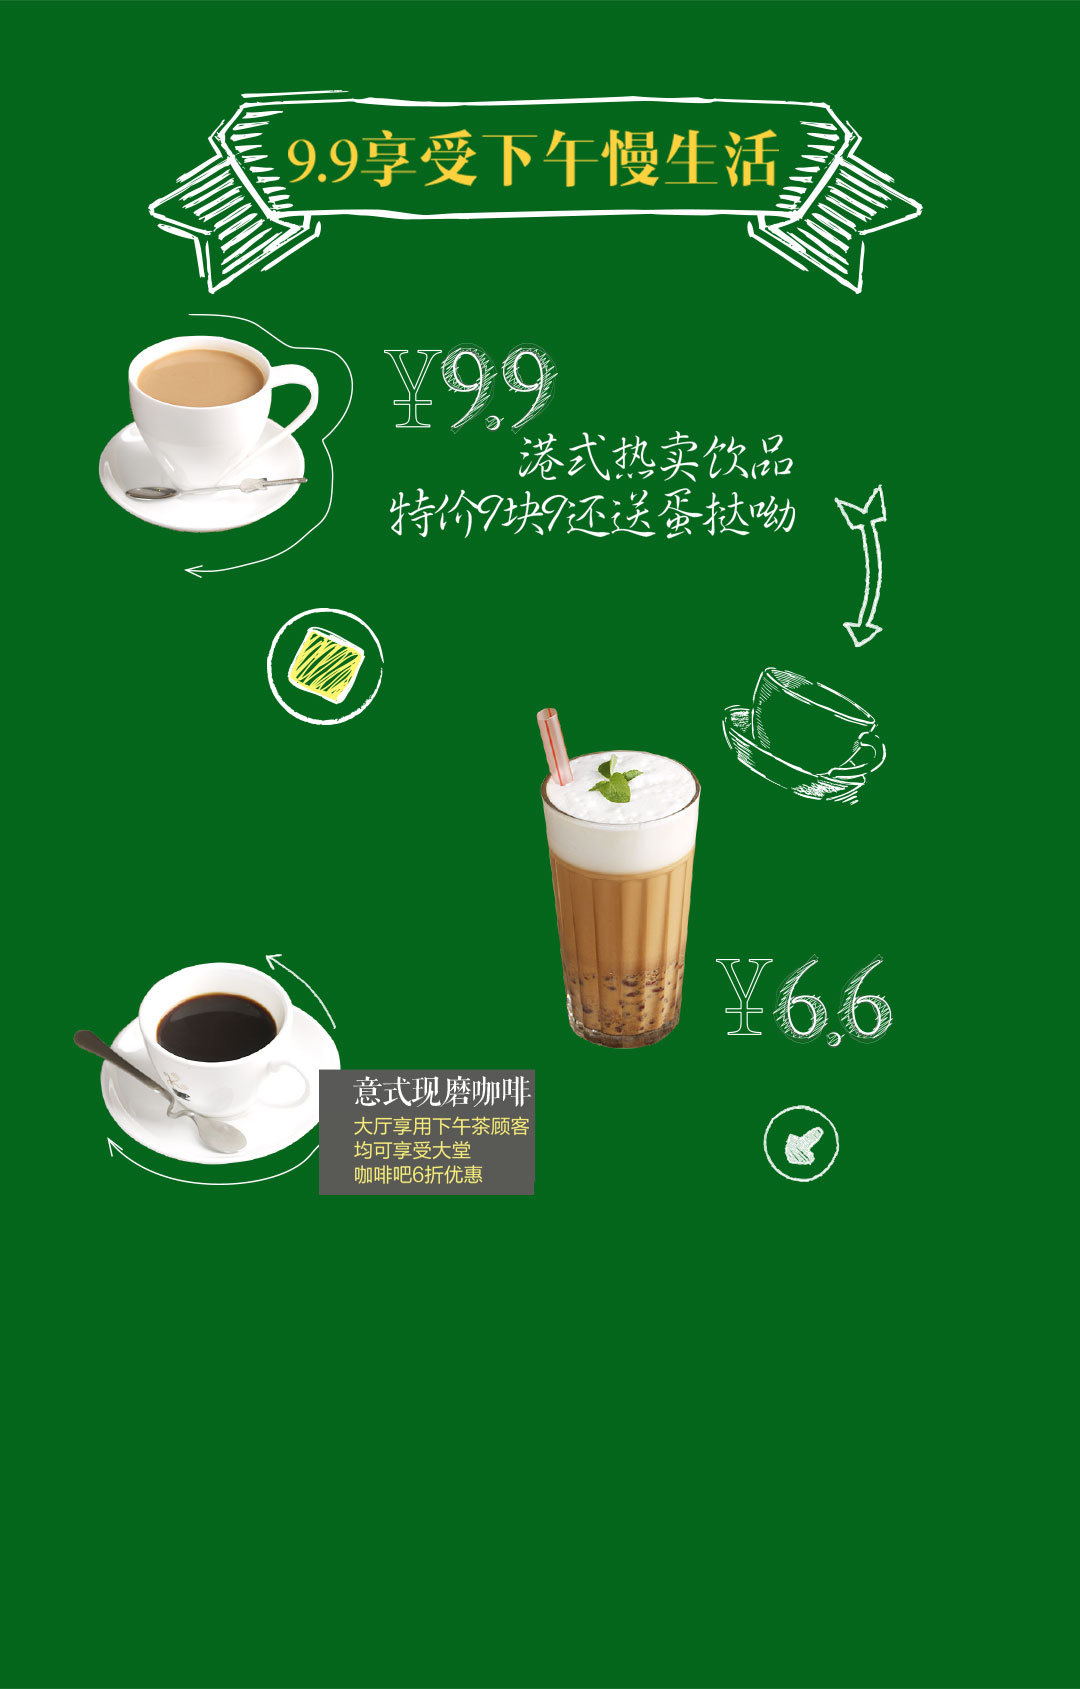 9.9享受下午慢生活
¥9.9
港式热卖饮品
特价9块9还送蛋挞呦
¥6.6
意式现磨咖啡
大厅享用下午茶顾客
均可享受大堂
咖啡吧6折优惠